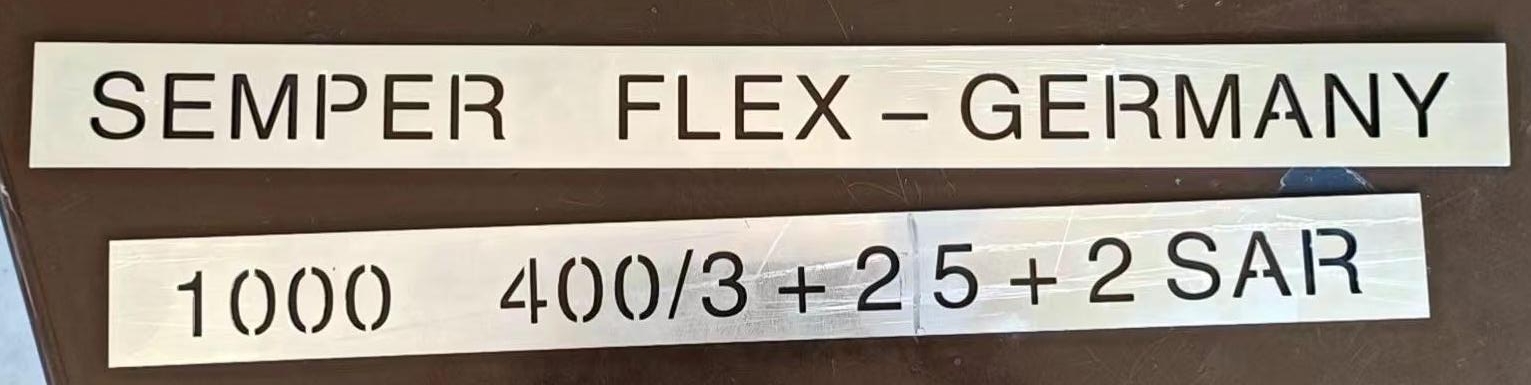 SEMPER FLEX – GERMANY
1000 400/3 + 2 5 + 2 SAR